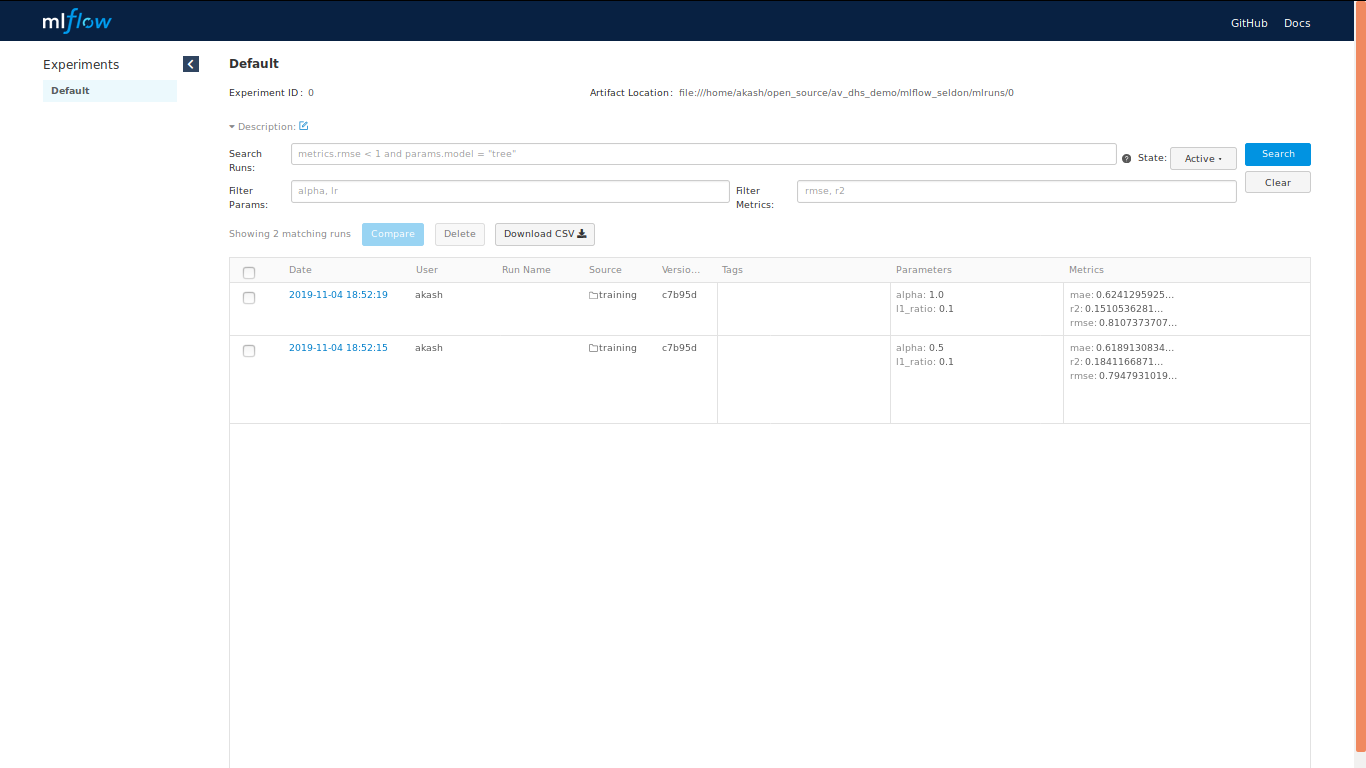 mlflow
GitHub Docs
Experiments
Default
Default
Experiment ID: 0
Artifact Location: file:///home/akash/open_source/av_dhs_demo/mlflow_seldon/mlruns/0
Description:
Search Runs:
metrics.rmse < 1 and params.model = "tree"
State:
Active
Search
Filter Params:
alpha, lr
Filter Metrics:
rmse, r2
Clear
Showing 2 matching runs
Compare
Delete
Download CSV
Date User Run Name Source Versio... Tags Parameters Metrics
2019-11-04 18:52:19 akash training c7b95d alpha: 1.0 mae: 0.6241295925...
l1_ratio: 0.1 r2: 0.1510536281...
rmse: 0.8107373707...
2019-11-04 18:52:15 akash training c7b95d alpha: 0.5 mae: 0.6189130834...
l1_ratio: 0.1 r2: 0.1841166871...
rmse: 0.7947931019...